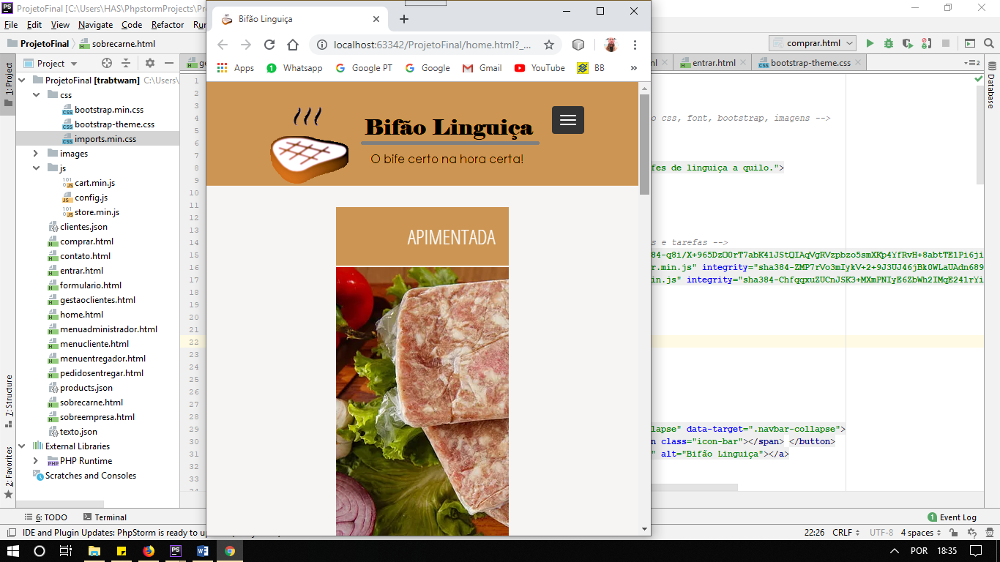 ProjetoFinal [C:\Users\HAS\PhpstormProjects\Pr
File Edit View Navigate Code Refactor Ru
ProjetoFinal sobrecarne.html
comprar.html
Project
ge
nl
entrar.html
bootstrap-theme.css
2
1: Project
7: Structure
2: Favorites
Database
ProjetoFinal [trabtwam] C:\Users\
css
bootstrap.min.css
bootstrap-theme.css
imports.min.css
images
js
cart.min.js
config.js
store.min.js
clientes.json
comprar.html
contato.html
entrar.html
formulario.html
gestaoclientes.html
home.html
menuadministrador.html
menucliente.html
menuentregador.html
pedidosentregar.html
products.json
sobrecarne.html
sobreempresa.html
texto.json
External Libraries
PHP Runtime
Scratches and Consoles
1
2
3
4
5
6
7
8
9
10
11
12
13
14
15
16
17
18
19
20
21
22
23
24
25
26
27
28
29
30
31
32
33
Bifão Linguiça
localhost:63342/ProjetoFinal/home.html?_...
Apps Whatsapp Google PT Google Gmail YouTube BB »
Bifão Linguiça
O bife certo na hora certa!
APIMENTADA
o css, font, bootstrap, imagens -->
fes de linguiça a quilo.">
s e tarefas -->
84-q8i/X+965DzO0rT7abK41JStQIAqVgRVzpbzo5smXKp4YfRvH+8abtTE1Pi6ji
r.min.js" integrity="sha384-ZMP7rVo3mIykV+2+9J3UJ46jBk0WLaUAdn689
in.js" integrity="sha384-ChfqqxuZUCnJSK3+MXmPNIyE6ZbWh2IMqE241rYi
lapse" data-target=".navbar-collapse">
n class="icon-bar"></span> </button>
" alt="Bifão Linguiça"></a>
6: TODO Terminal
1 Event Log
IDE and Plugin Updates: PhpStorm is ready to up
22:26 CRLF UTF-8 4 spaces
POR 18:35